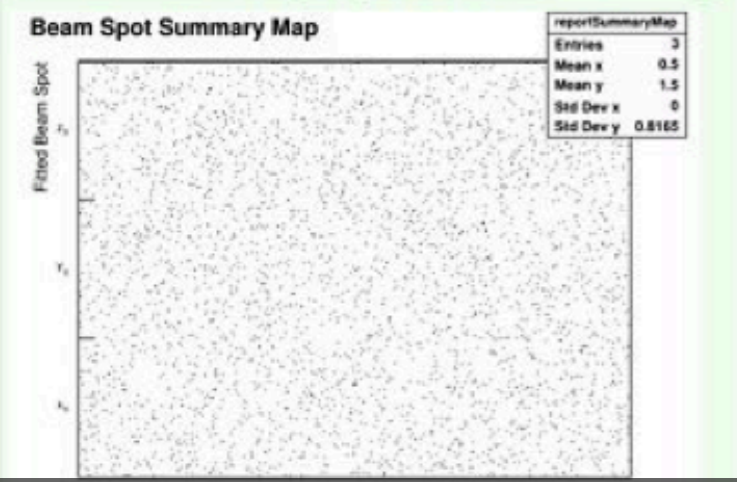 Beam Spot Summary Map
reportSummaryMap
Entries 3
Mean x 0.5
Mean y 1.5
Std Dev x 0
Std Dev y 0.8165
Fitted Beam Spot